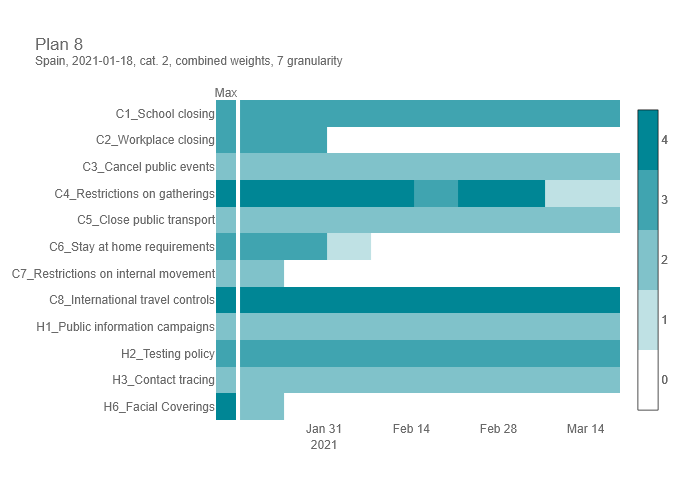 Plan 8
Spain, 2021-01-18, cat. 2, combined weights, 7 granularity
Max
C1_School closing
C2_Workplace closing
C3_Cancel public events
C4_Restrictions on gatherings
C5_Close public transport
C6_Stay at home requirements
C7_Restrictions on internal movement
C8_International travel controls
H1_Public information campaigns
H2_Testing policy
H3_Contact tracing
H6_Facial Coverings
Jan 31
2021
Feb 14
Feb 28
Mar 14
4
3
2
1
0